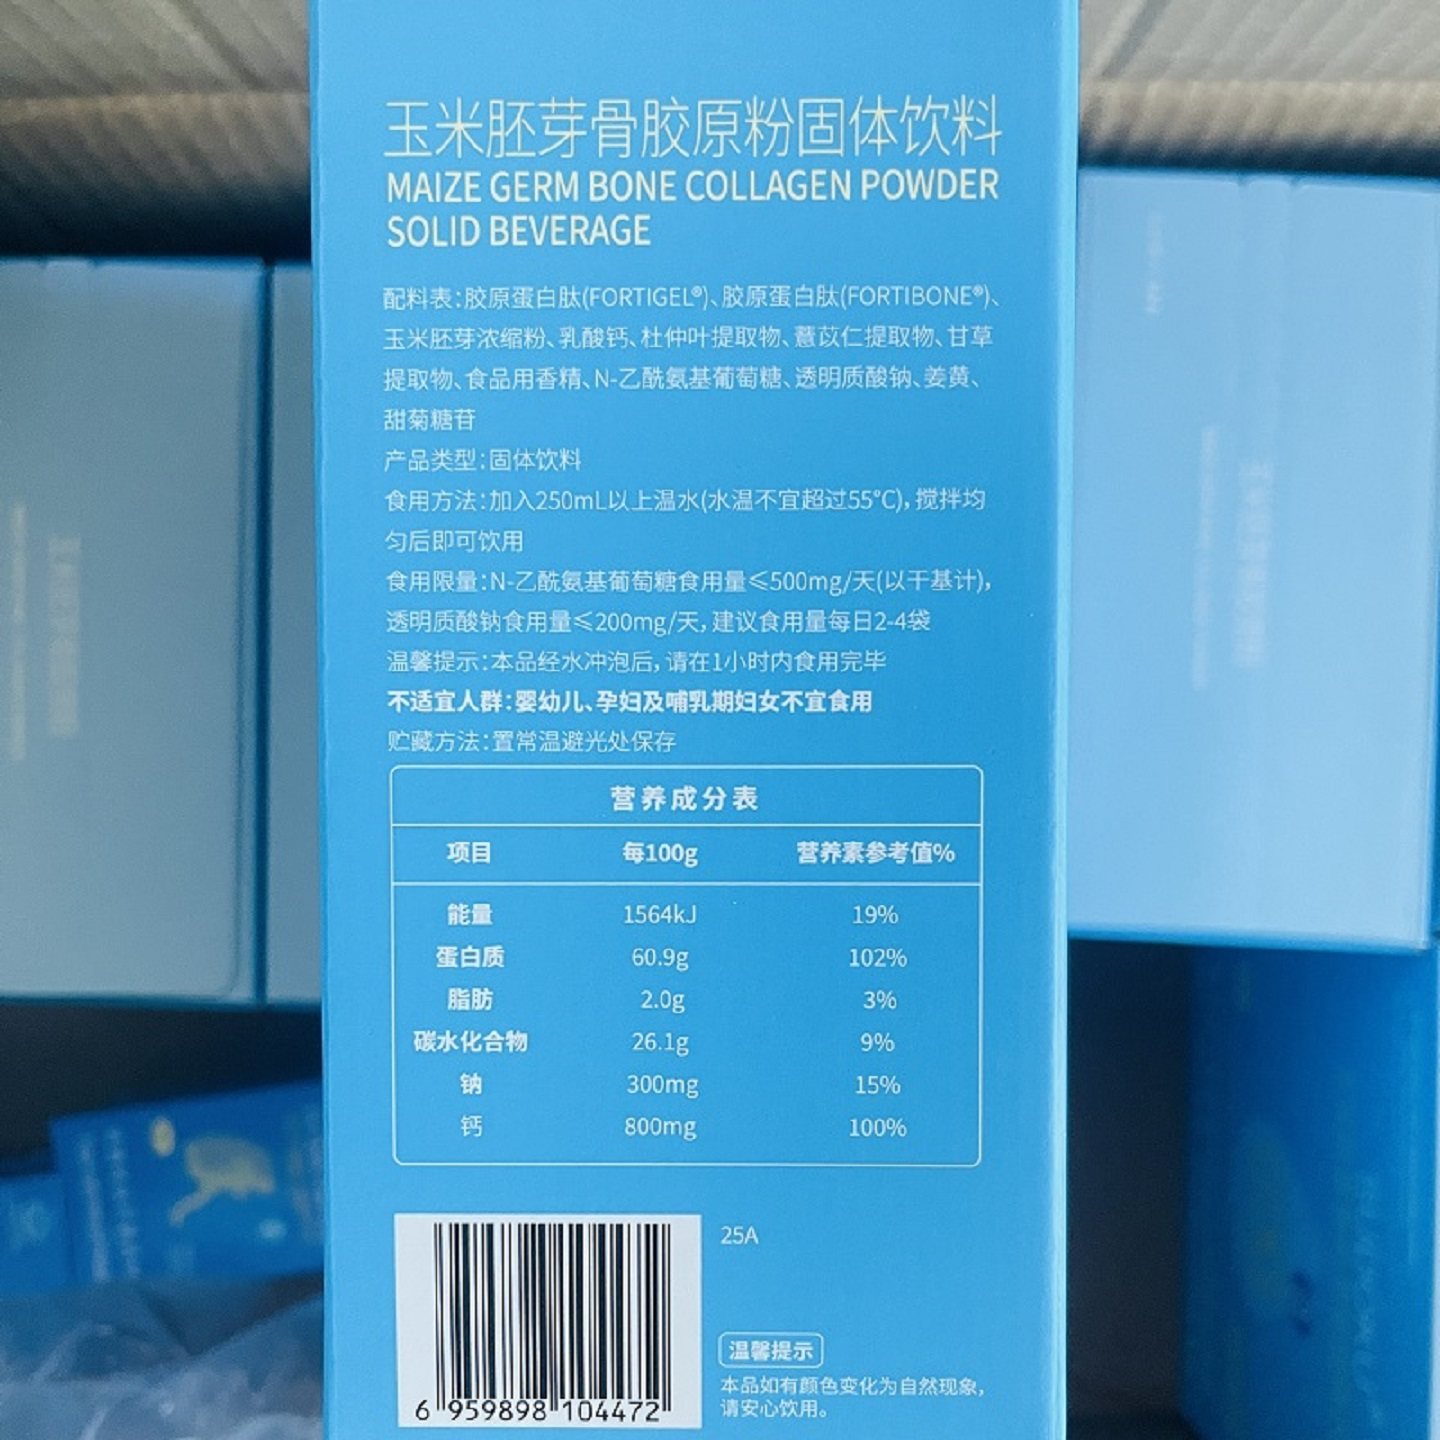 玉米胚芽骨胶原粉固体饮料
MAIZE GERM BONE COLLAGEN POWDER
SOLID BEVERAGE
配料表:胶原蛋白肽(FORTIGEL®)、胶原蛋白肽(FORTIBONE®)、
玉米胚芽浓缩粉、乳酸钙、杜仲叶提取物、薏苡仁提取物、甘草
提取物、食品用香精、N-乙酰氨基葡萄糖、透明质酸钠、姜黄、
甜菊糖苷
产品类型:固体饮料
食用方法:加入250mL以上温水(水温不宜超过55°C),搅拌均
匀后即可饮用
食用限量:N-乙酰氨基葡萄糖食用量≤500mg/天(以干基计),
透明质酸钠食用量≤200mg/天,建议食用量每日2-4袋
温馨提示:本品经水冲泡后,请在1小时内食用完毕
不适宜人群:婴幼儿、孕妇及哺乳期妇女不宜食用
贮藏方法:置常温避光处保存
营养成分表
项目 每100g 营养素参考值%
能量 1564kJ 19%
蛋白质 60.9g 102%
脂肪 2.0g 3%
碳水化合物 26.1g 9%
钠 300mg 15%
钙 800mg 100%
25A
温馨提示
本品如有颜色变化为自然现象,
请安心饮用。
6 959898 104472